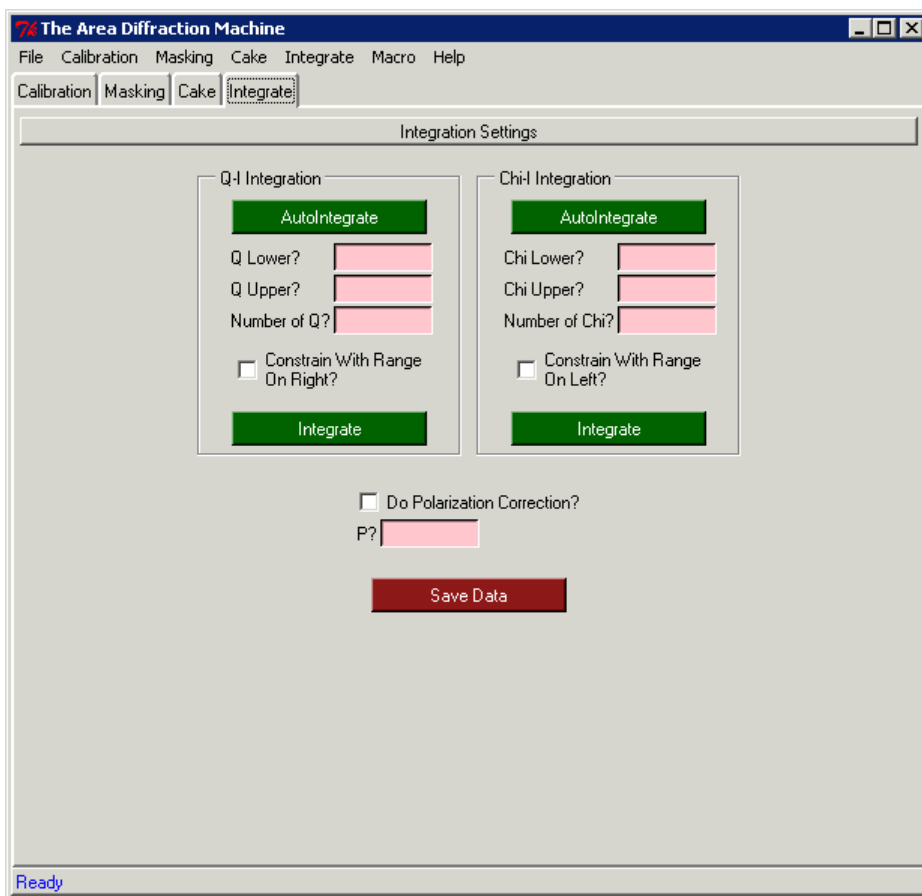 The Area Diffraction Machine
File Calibration Masking Cake Integrate Macro Help
Calibration Masking Cake Integrate
Integration Settings
Q-I Integration
AutoIntegrate
Q Lower?
Q Upper?
Number of Q?
Constrain With Range
On Right?
Integrate
Chi-I Integration
AutoIntegrate
Chi Lower?
Chi Upper?
Number of Chi?
Constrain With Range
On Left?
Integrate
Do Polarization Correction?
P?
Save Data
Ready